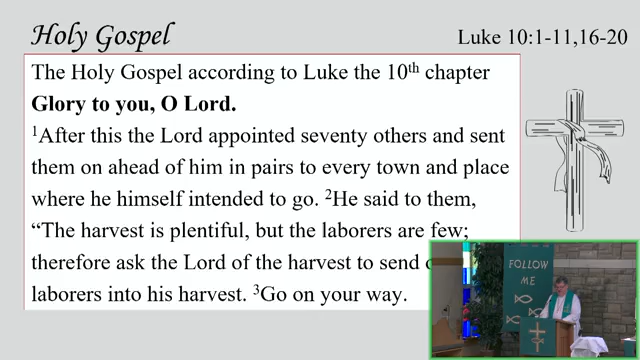 Holy Gospel
Luke 10:1-11,16-20
The Holy Gospel according to Luke the 10th chapter
Glory to you, O Lord.
1After this the Lord appointed seventy others and sent
them on ahead of him in pairs to every town and place
where he himself intended to go. 2He said to them,
“The harvest is plentiful, but the laborers are few;
therefore ask the Lord of the harvest to send
laborers into his harvest. 3Go on your way.
FOLLOW
ME